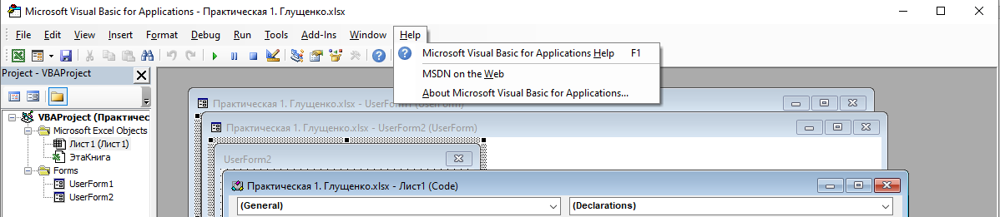 Microsoft Visual Basic for Applications - Практическая 1. Глущенко.xlsx
File Edit View Insert Format Debug Run Tools Add-Ins Window Help
Microsoft Visual Basic for Applications Help F1
MSDN on the Web
About Microsoft Visual Basic for Applications...
Project - VBAProject
VBAProject (Практичес
Microsoft Excel Objects
Лист1 (Лист1)
ЭтаКнига
Forms
UserForm1
UserForm2
Практическая 1. Глущенко.xlsx - UserForm1 (UserForm)
Практическая 1. Глущенко.xlsx - UserForm2 (UserForm)
UserForm2
Практическая 1. Глущенко.xlsx - Лист1 (Code)
(General) (Declarations)